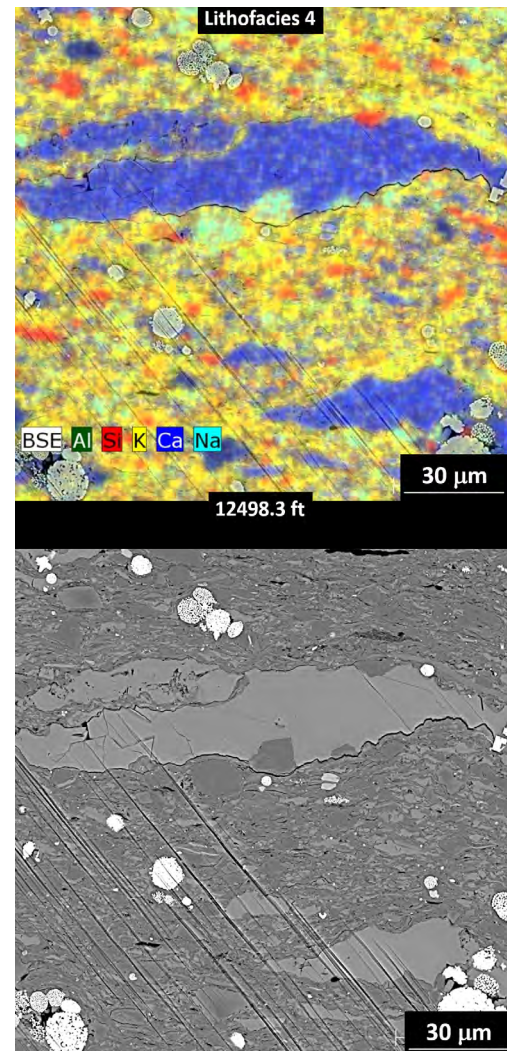 Lithofacies 4
BSE Al Si K Ca Na
30 μm
12498.3 ft
30 μm